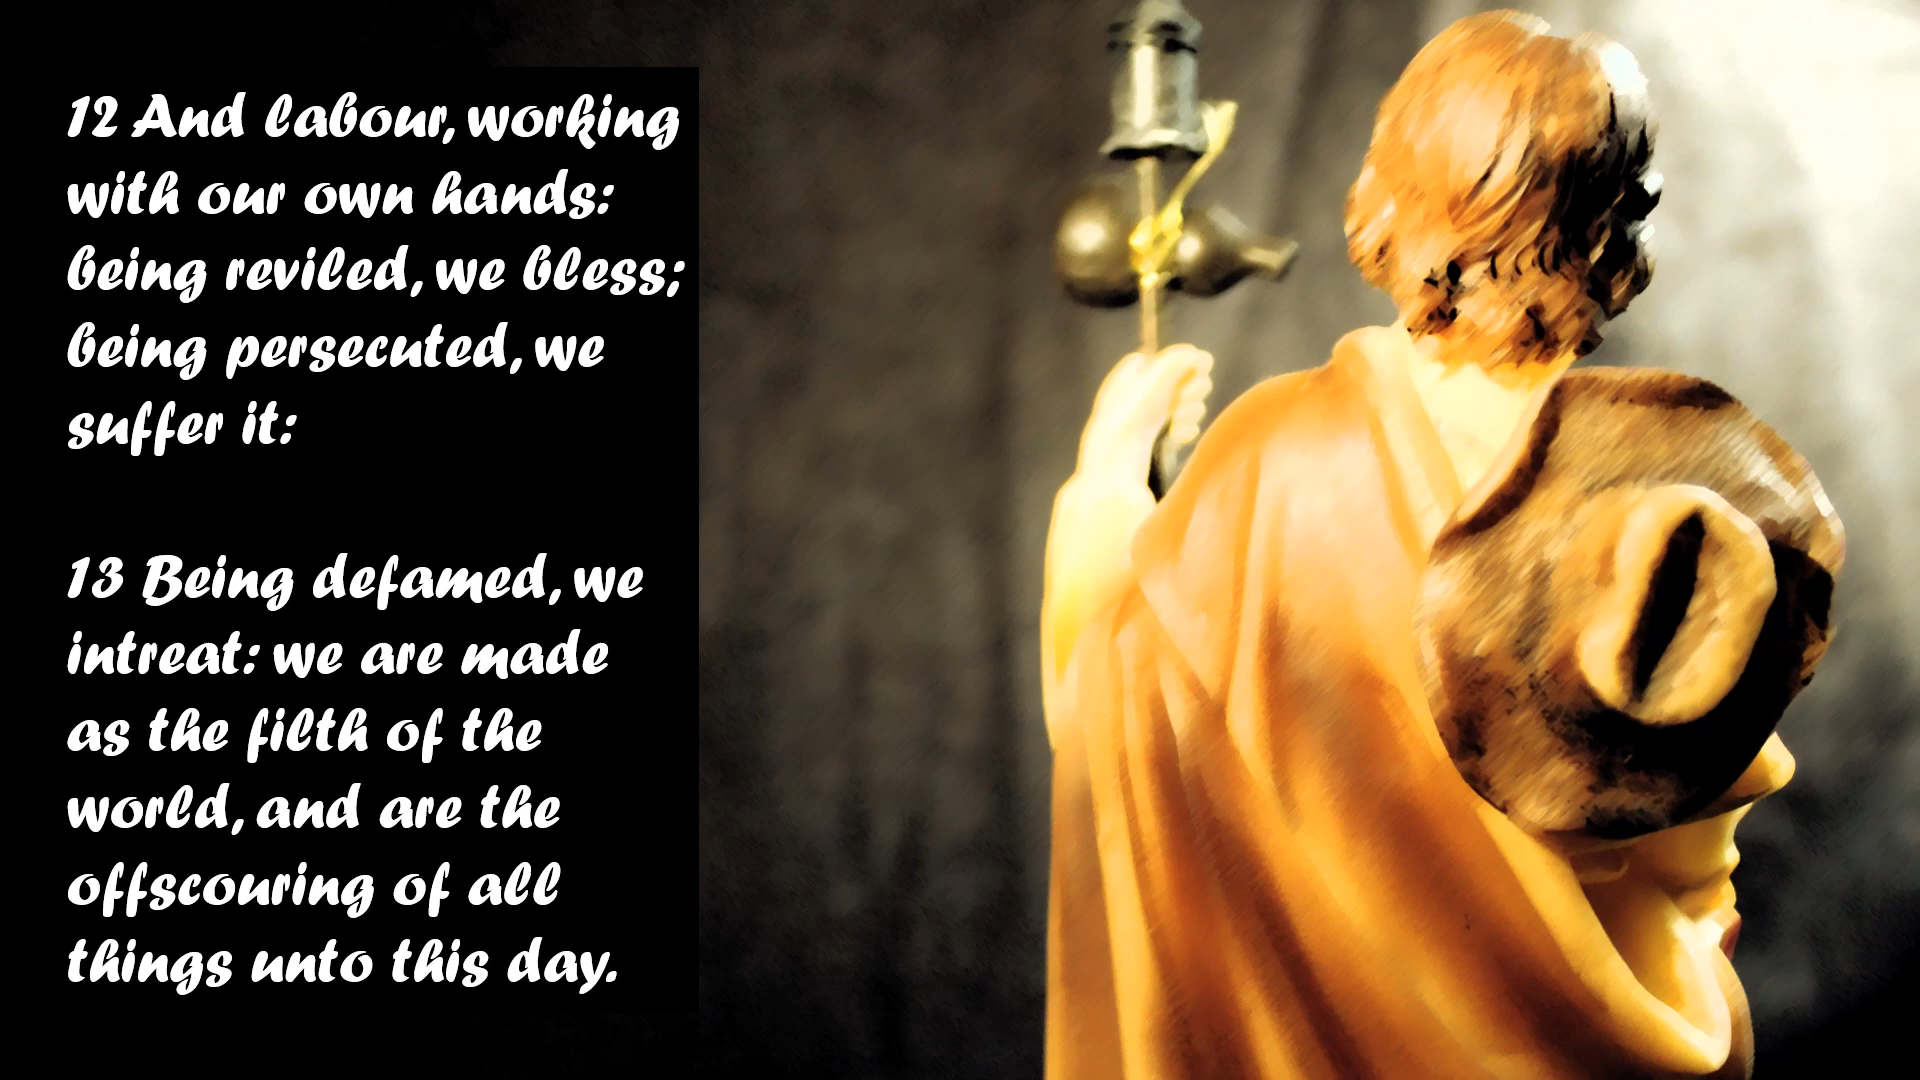 12 And labour, working
with our own hands:
being reviled, we bless;
being persecuted, we
suffer it:
13 Being defamed, we
intreat: we are made
as the filth of the
world, and are the
offscouring of all
things unto this day.